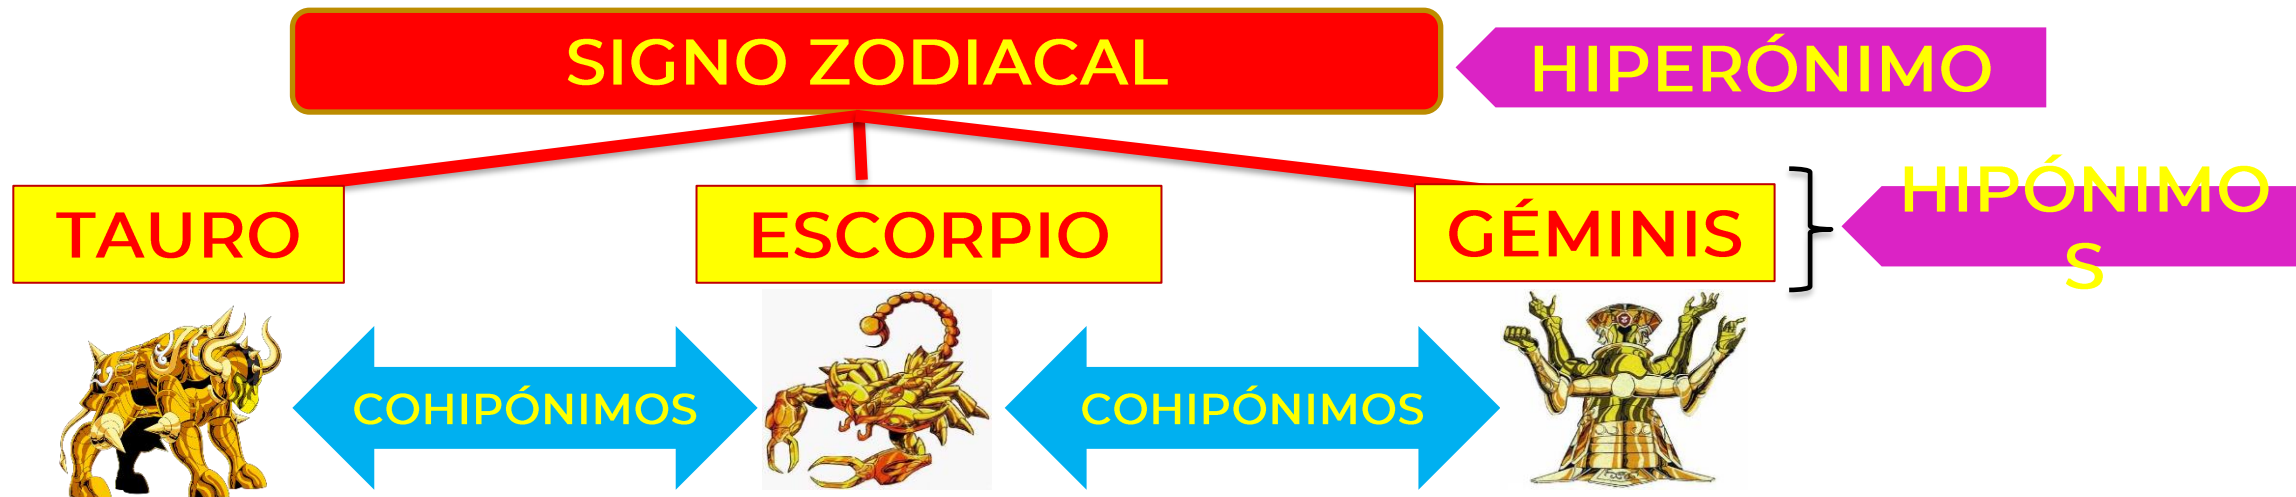 SIGNO ZODIACAL
HIPERÓNIMO
TAURO
ESCORPIO
GÉMINIS
HIPÓNIMO
S
COHIPÓNIMOS
COHIPÓNIMOS